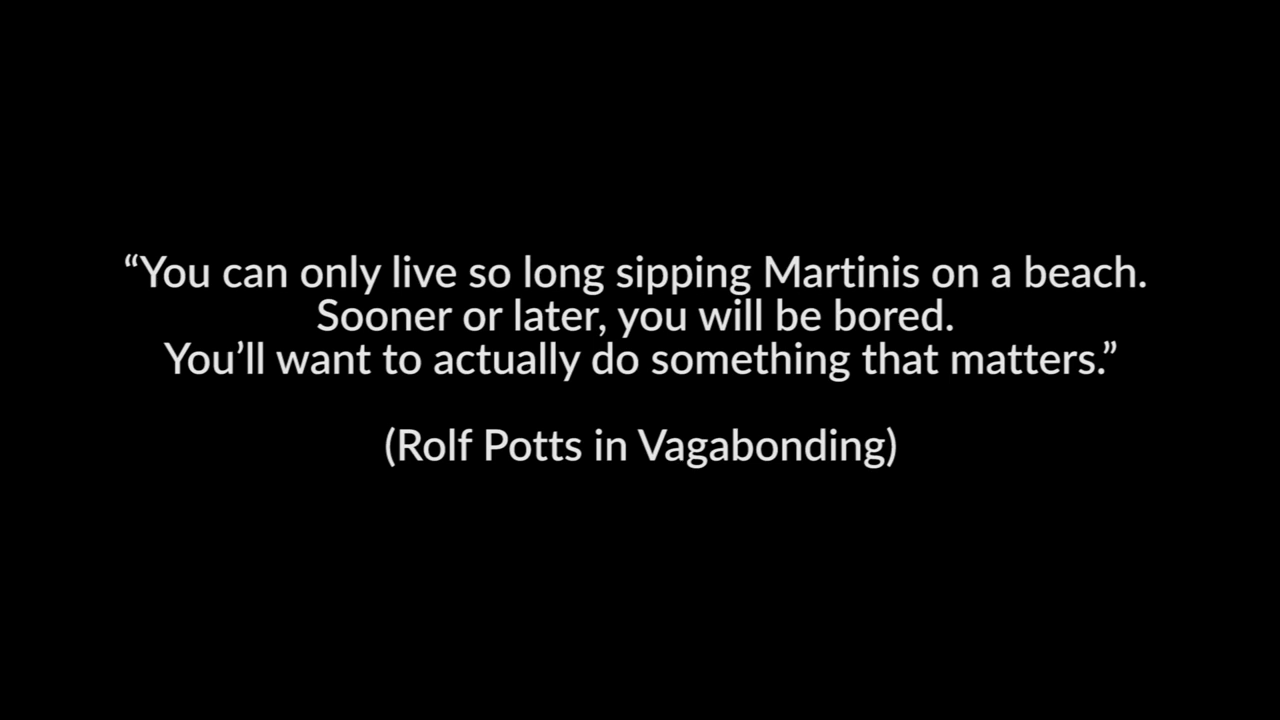 “You can only live so long sipping Martinis on a beach.
Sooner or later, you will be bored.
You’ll want to actually do something that matters.”
(Rolf Potts in Vagabonding)